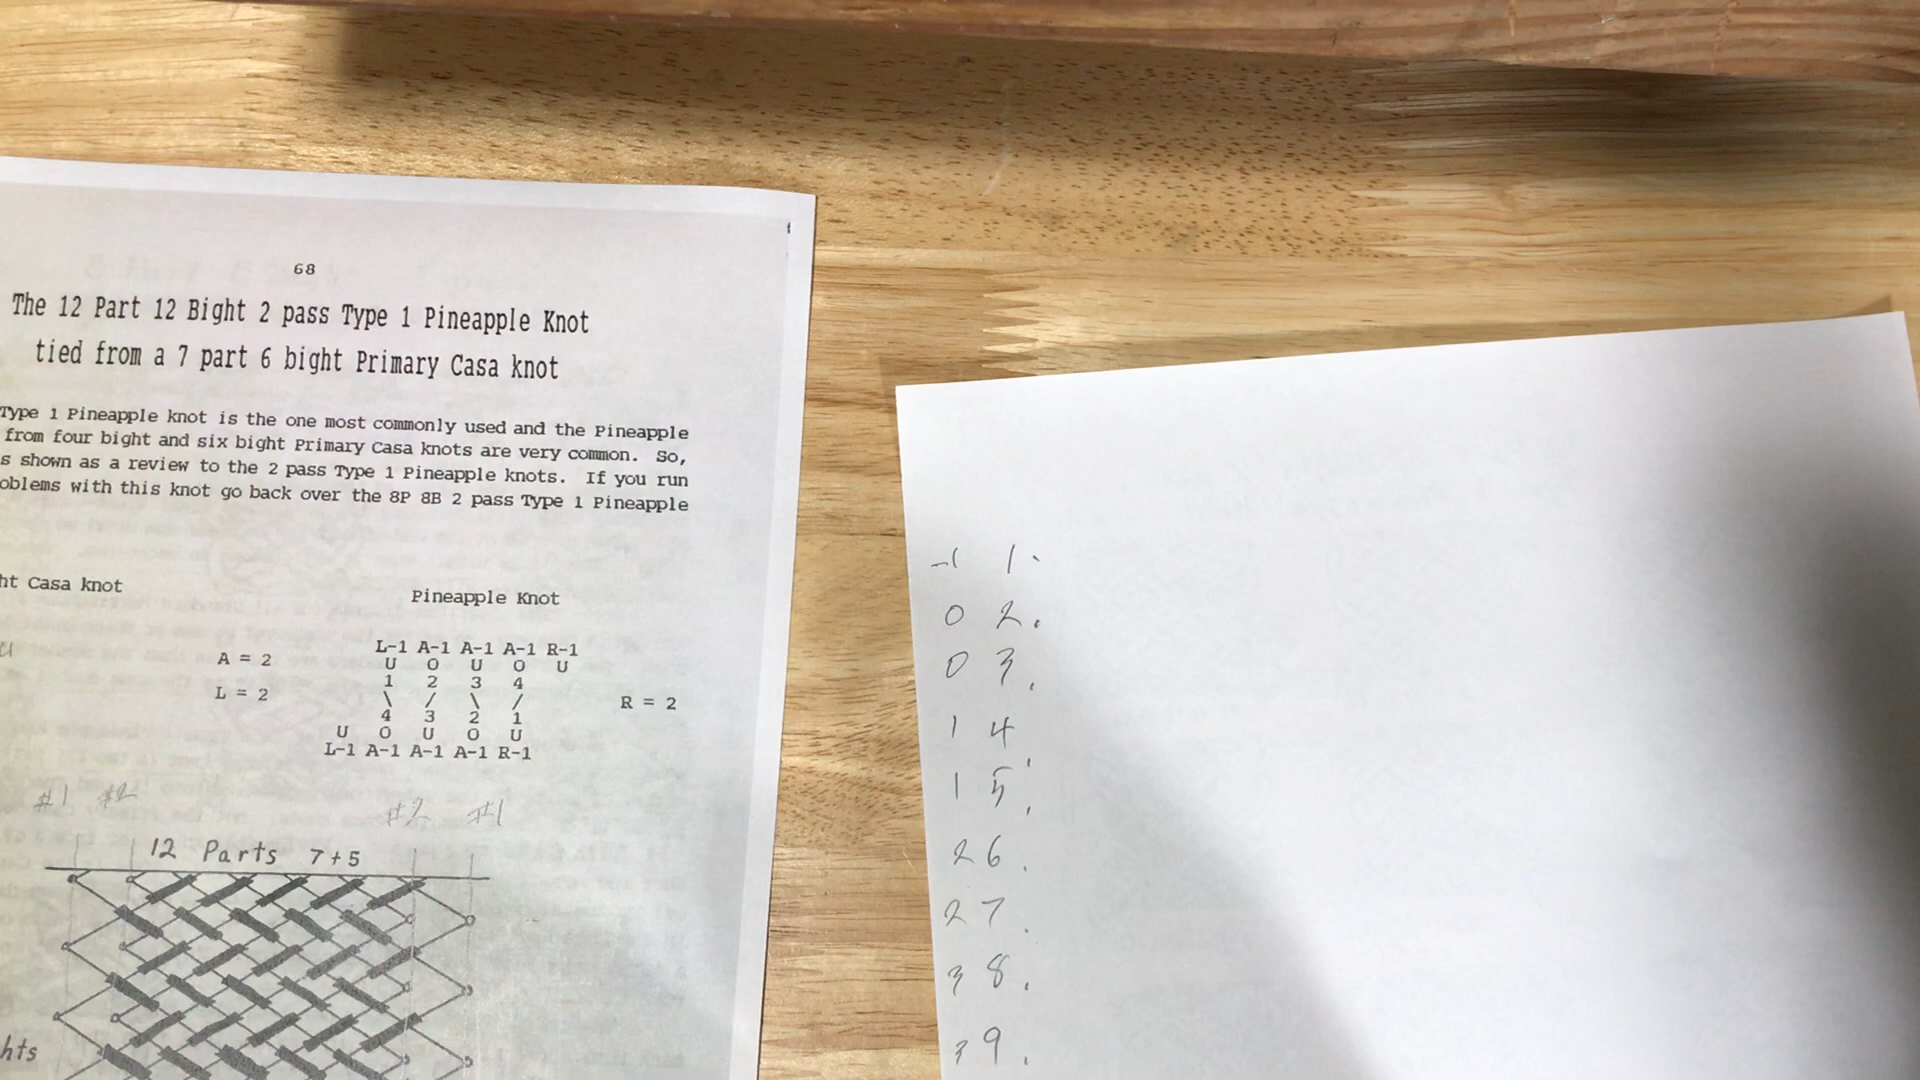 68
The 12 Part 12 Bight 2 pass Type 1 Pineapple Knot
tied from a 7 part 6 bight Primary Casa knot
Type 1 Pineapple knot is the one most commonly used and the Pineapple
from four bight and six bight Primary Casa knots are very common. So,
s shown as a review to the 2 pass Type 1 Pineapple knots. If you run
oblems with this knot go back over the 8P 8B 2 pass Type 1 Pineapple
ht Casa knot
Pineapple Knot
L-1 A-1 A-1 A-1 R-1
A = 2 U O U O U
1 2 3 4
L = 2 \ / \ / R = 2
4 3 2 1
U O U O U
L-1 A-1 A-1 A-1 R-1
#1 #2 #2 #1
12 Parts 7+5
hts
-1 1.
0 2.
0 3.
1 4.
1 5.
2 6.
2 7.
3 8.
3 9.